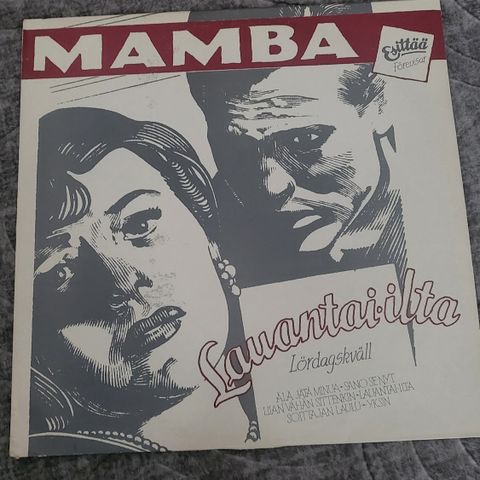 MAMBA
Esittää
Förevisar
Lauantai-ilta
Lördagskväll
ÄLÄ JÄTÄ MINUA-SANO SE NYT
LIIAN VÄHÄN SITTENKIN-LAUANTAI-ILTA
SOITTAJAN LAULU-YKSIN